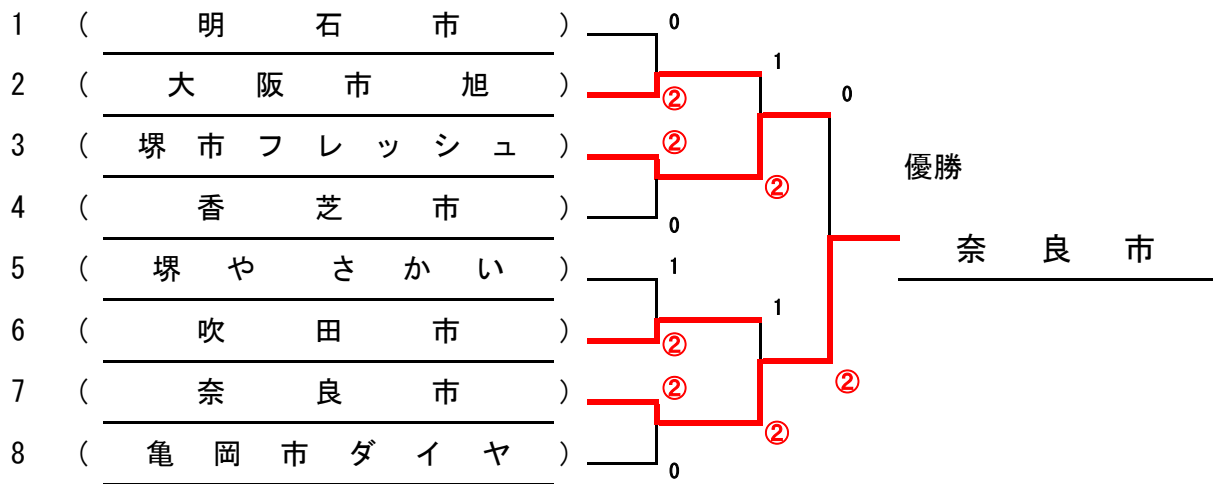 1 ( 明石市 ) 0
1
2 ( 大阪市旭 ) ②
0
3 ( 堺市フレッシュ ) ②
優勝
②
4 ( 香芝市 ) 0
奈良市
5 ( 堺やさかい ) 1
1
6 ( 吹田市 ) ②
②
7 ( 奈良市 ) ②
②
8 ( 亀岡市ダイヤ ) 0